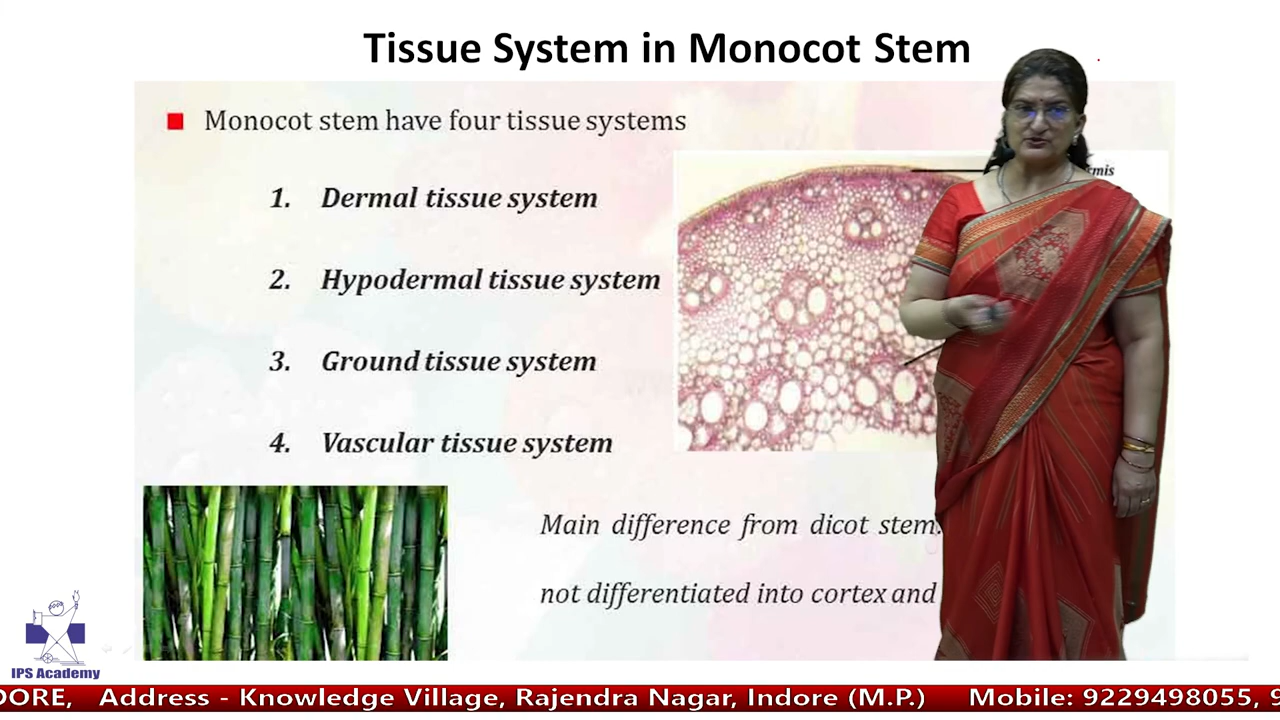 Tissue System in Monocot Stem
Monocot stem have four tissue systems
1. Dermal tissue system
2. Hypodermal tissue system
3. Ground tissue system
4. Vascular tissue system
Main difference from dicot stem:
not differentiated into cortex and
IPS Academy
Address - Knowledge Village, Rajendra Nagar, Indore (M.P.) Mobile: 9229498055,